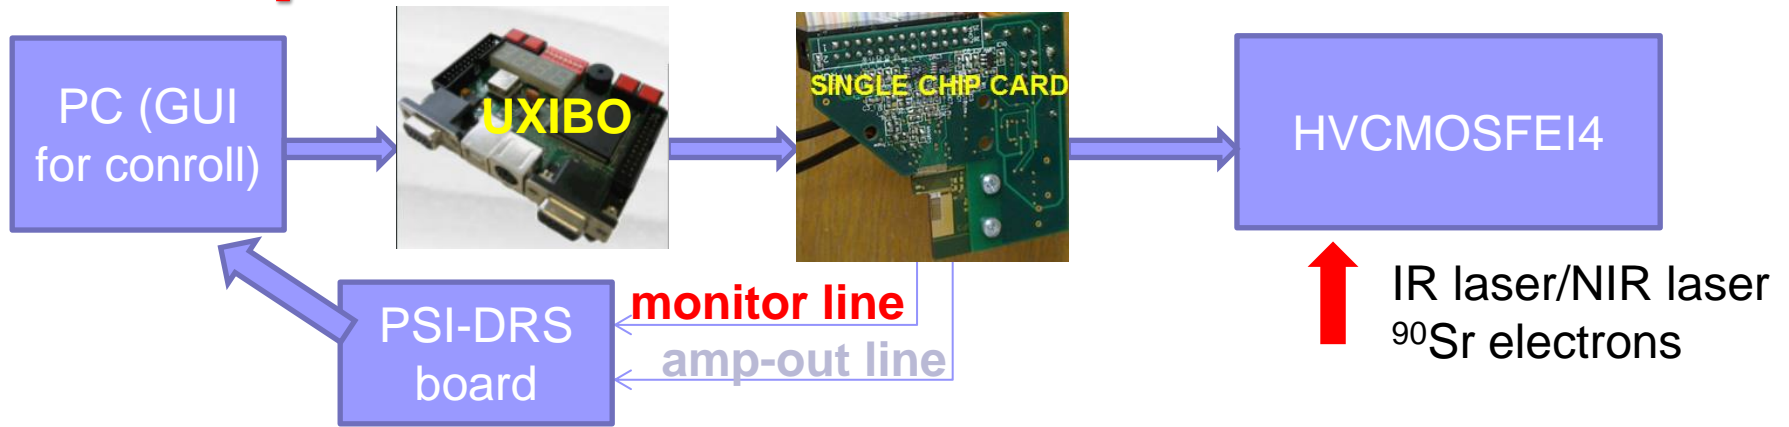 PC (GUI
for conroll)
UXIBO
SINGLE CHIP CARD
HVCMOSFEI4
PSI-DRS
board
monitor line
amp-out line
IR laser/NIR laser
⁹⁰Sr electrons